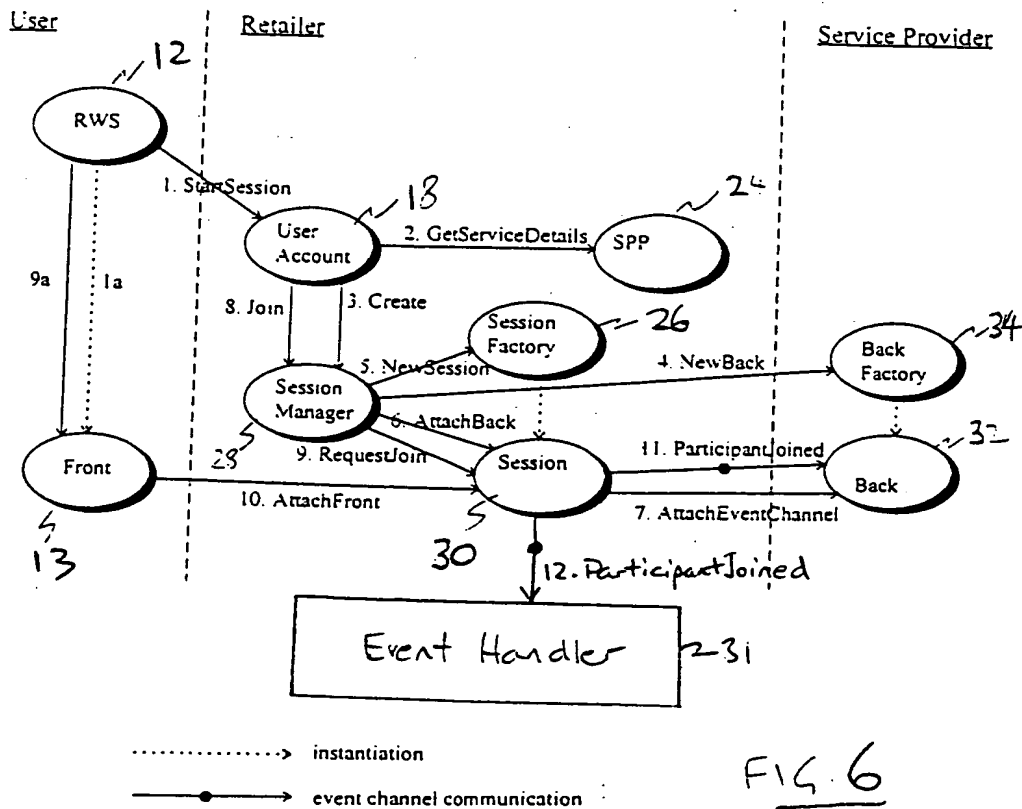 User
Retailer
Service Provider
12
RWS
1. StartSession
18
24
User
Account
2. GetServiceDetails
SPP
9a
1a
8. Join
3. Create
Session
Factory
26
34
5. NewSession
4. NewBack
Back
Factory
Session
Manager
6. AttachBack
28
9. RequestJoin
32
Front
Session
11. ParticipantJoined
Back
10. AttachFront
7. AttachEventChannel
13
30
12. ParticipantJoined
Event Handler
31
instantiation
event channel communication
FIG. 6